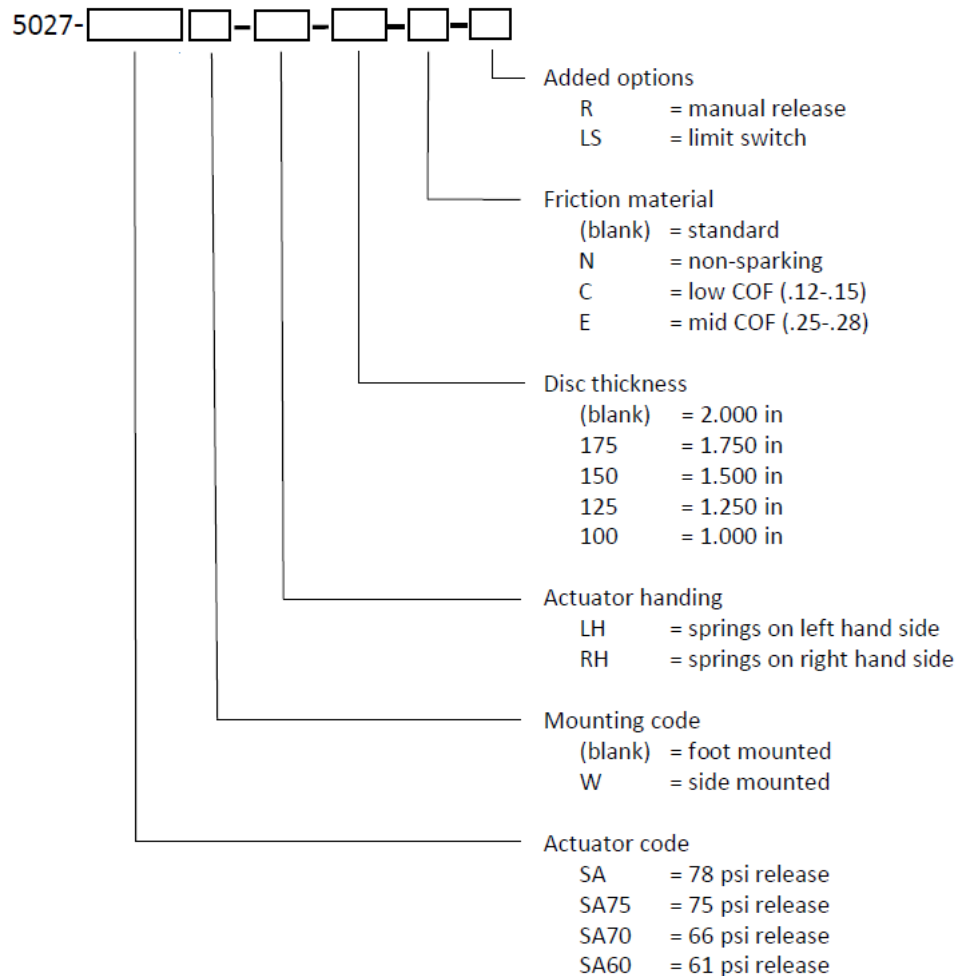 5027-
Added options
R = manual release
LS = limit switch
Friction material
(blank) = standard
N = non-sparking
C = low COF (.12-.15)
E = mid COF (.25-.28)
Disc thickness
(blank) = 2.000 in
175 = 1.750 in
150 = 1.500 in
125 = 1.250 in
100 = 1.000 in
Actuator handing
LH = springs on left hand side
RH = springs on right hand side
Mounting code
(blank) = foot mounted
W = side mounted
Actuator code
SA = 78 psi release
SA75 = 75 psi release
SA70 = 66 psi release
SA60 = 61 psi release